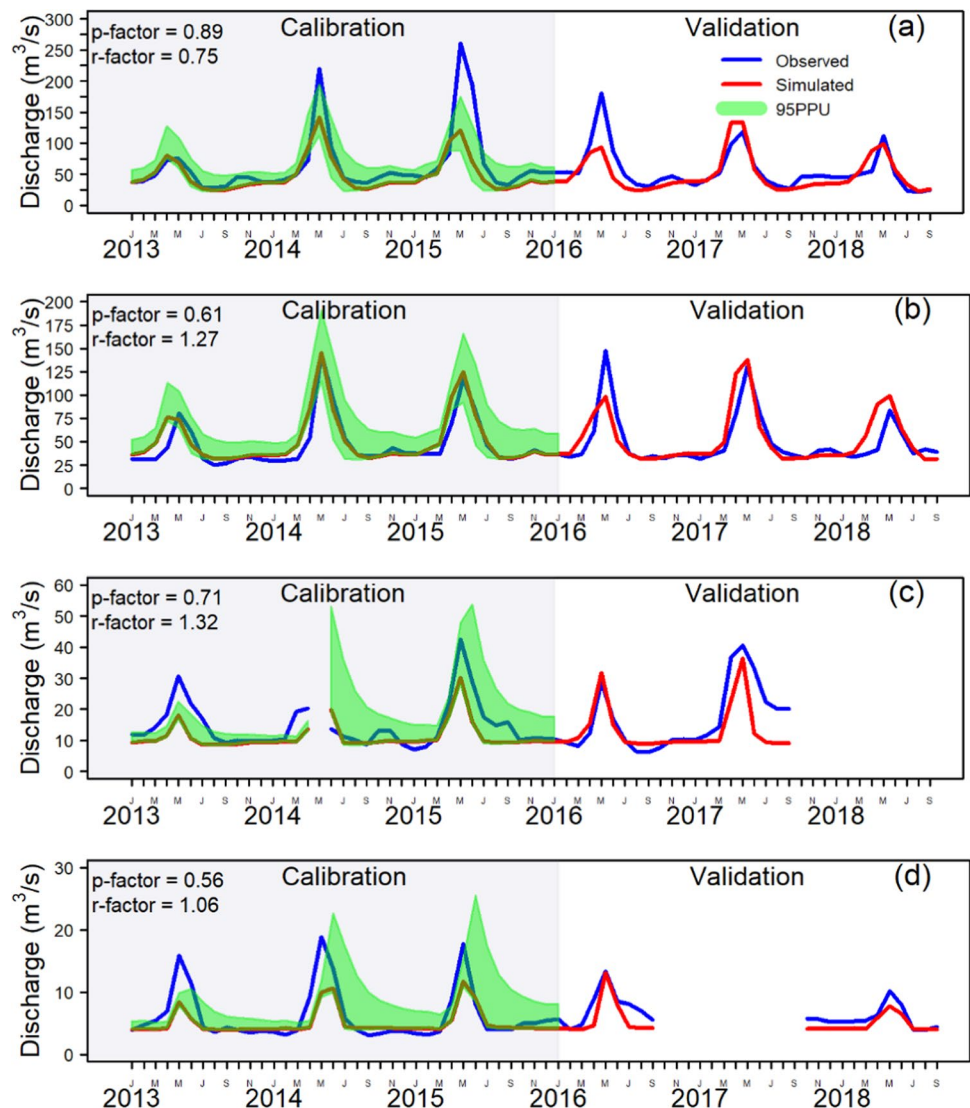 Calibration Validation (a)
p-factor = 0.89
r-factor = 0.75
Observed
Simulated
95PPU
Discharge (m³/s)
300
250
200
150
100
50
0
J M M J S N J M M J S N J M M J S N J M M J S N J M M J S N J M M J S
2013 2014 2015 2016 2017 2018
Calibration Validation (b)
p-factor = 0.61
r-factor = 1.27
Discharge (m³/s)
200
175
150
125
100
75
50
25
0
J M M J S N J M M J S N J M M J S N J M M J S N J M M J S N J M M J S
2013 2014 2015 2016 2017 2018
Calibration Validation (c)
p-factor = 0.71
r-factor = 1.32
Discharge (m³/s)
60
50
40
30
20
10
0
J M M J S N J M M J S N J M M J S N J M M J S N J M M J S N J M M J S
2013 2014 2015 2016 2017 2018
Calibration Validation (d)
p-factor = 0.56
r-factor = 1.06
Discharge (m³/s)
30
20
10
0
J M M J S N J M M J S N J M M J S N J M M J S N J M M J S N J M M J S
2013 2014 2015 2016 2017 2018